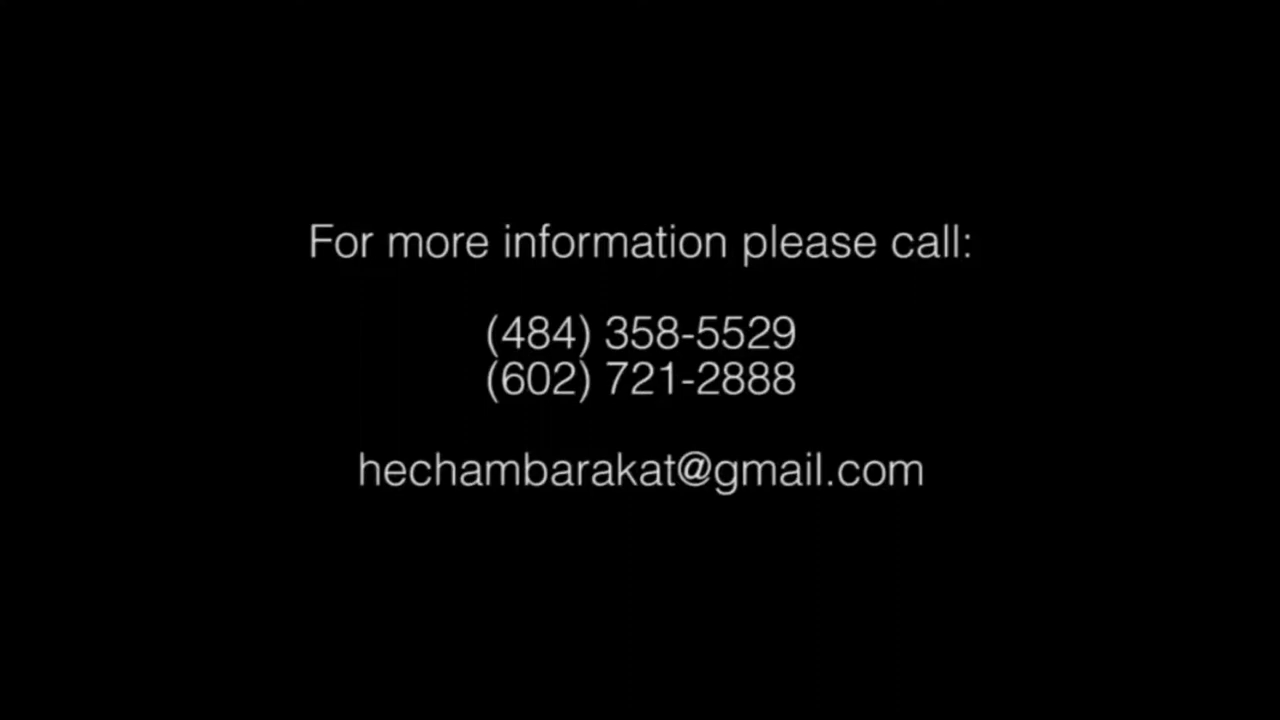 For more information please call:
(484) 358-5529
(602) 721-2888
hechambarakat@gmail.com